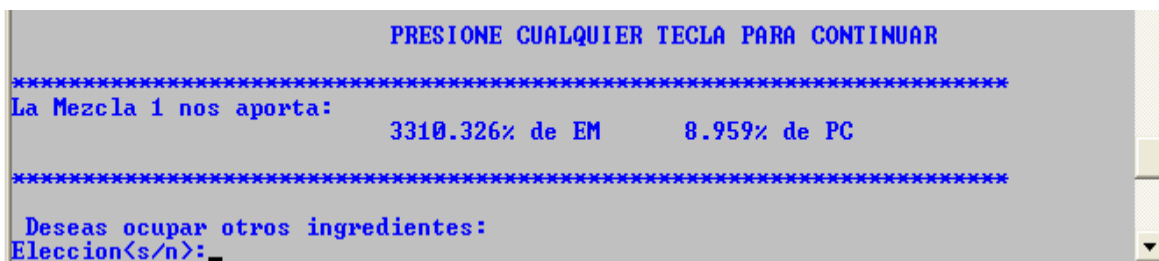 PRESIONE CUALQUIER TECLA PARA CONTINUAR
***********************************************************************
La Mezcla 1 nos aporta:
3310.326% de EM 8.959% de PC
***********************************************************************
Deseas ocupar otros ingredientes:
Eleccion<s/n>:_